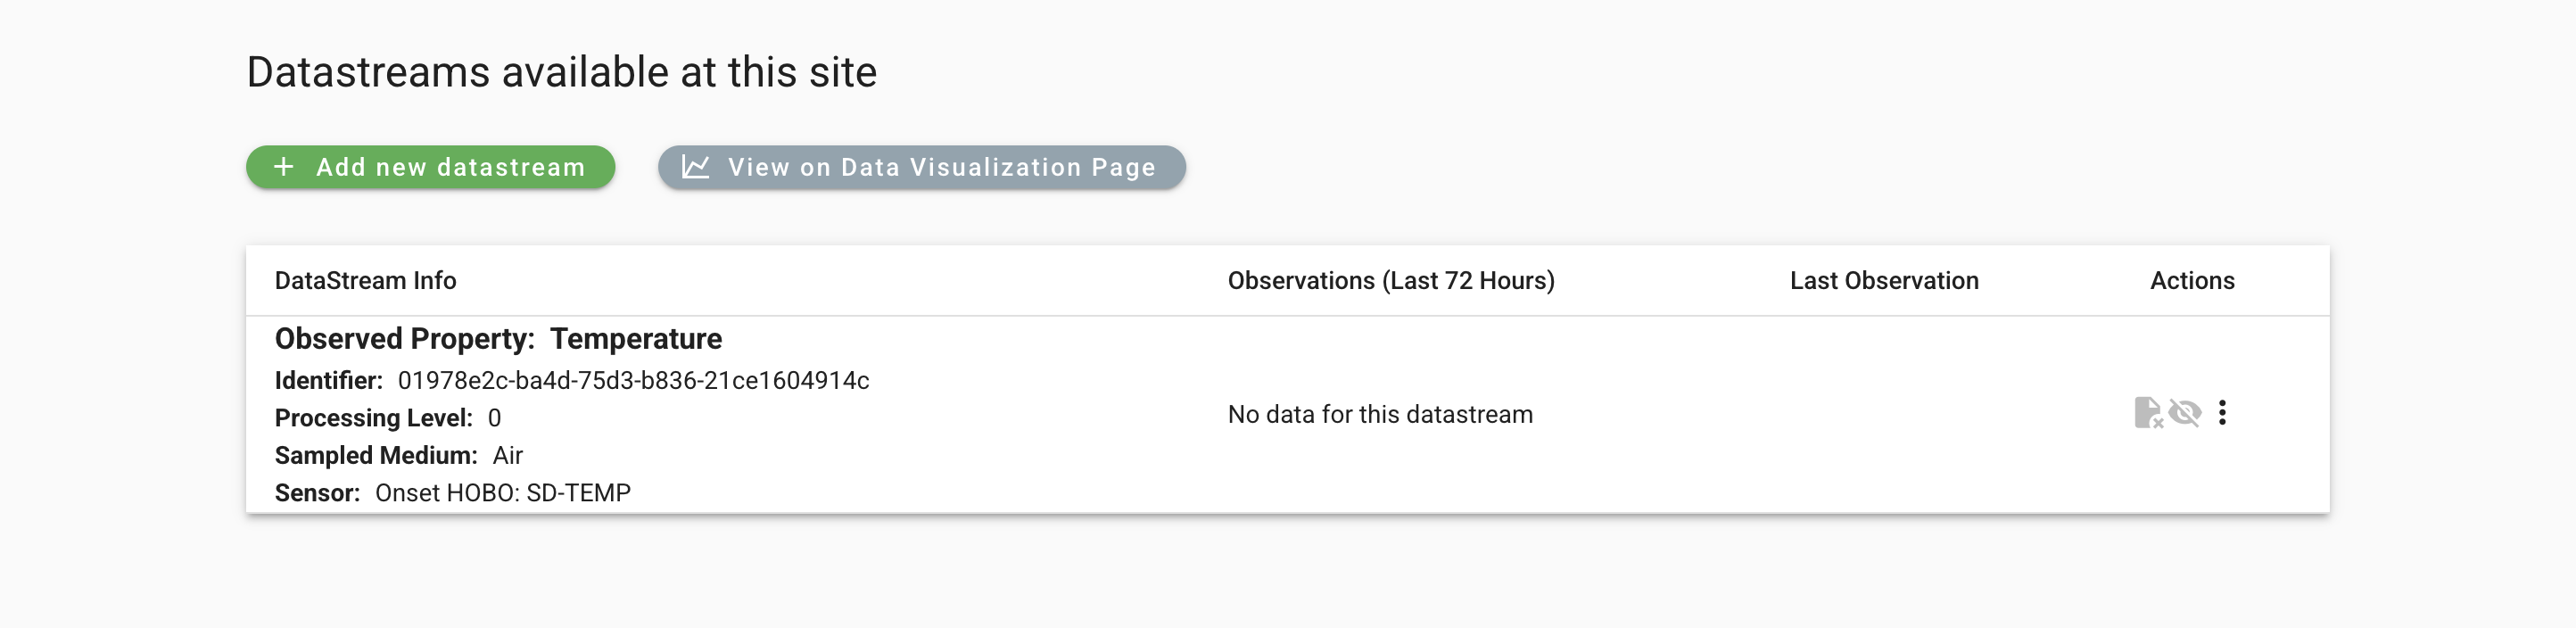 Datastreams available at this site
Add new datastream
View on Data Visualization Page
DataStream Info
Observations (Last 72 Hours)
Last Observation
Actions
Observed Property: Temperature
Identifier: 01978e2c-ba4d-75d3-b836-21ce1604914c
Processing Level: 0
Sampled Medium: Air
Sensor: Onset HOBO: SD-TEMP
No data for this datastream